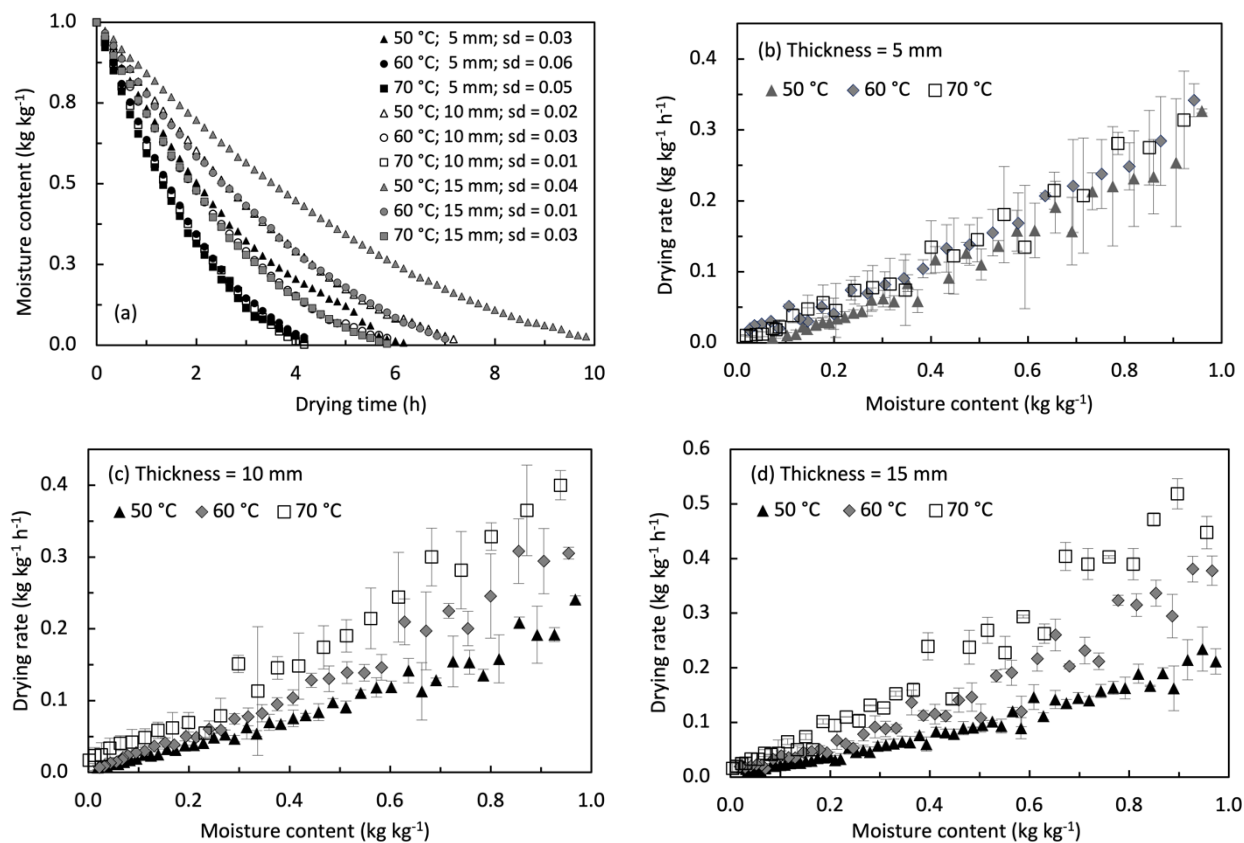 1.0
0.8
0.5
0.3
0.0
Moisture content (kg kg⁻¹)
(a)
50 °C; 5 mm; sd = 0.03
60 °C; 5 mm; sd = 0.06
70 °C; 5 mm; sd = 0.05
50 °C; 10 mm; sd = 0.02
60 °C; 10 mm; sd = 0.03
70 °C; 10 mm; sd = 0.01
50 °C; 15 mm; sd = 0.04
60 °C; 15 mm; sd = 0.01
70 °C; 15 mm; sd = 0.03
0 2 4 6 8 10
Drying time (h)
(b) Thickness = 5 mm
50 °C 60 °C 70 °C
0.4
0.3
0.2
0.1
0.0
Drying rate (kg kg⁻¹ h⁻¹)
0.0 0.2 0.4 0.6 0.8 1.0
Moisture content (kg kg⁻¹)
(c) Thickness = 10 mm
50 °C 60 °C 70 °C
0.4
0.3
0.2
0.1
0.0
Drying rate (kg kg⁻¹ h⁻¹)
0.0 0.2 0.4 0.6 0.8 1.0
Moisture content (kg kg⁻¹)
(d) Thickness = 15 mm
50 °C 60 °C 70 °C
0.6
0.5
0.4
0.3
0.2
0.1
0.0
Drying rate (kg kg⁻¹ h⁻¹)
0.0 0.2 0.4 0.6 0.8 1.0
Moisture content (kg kg⁻¹)